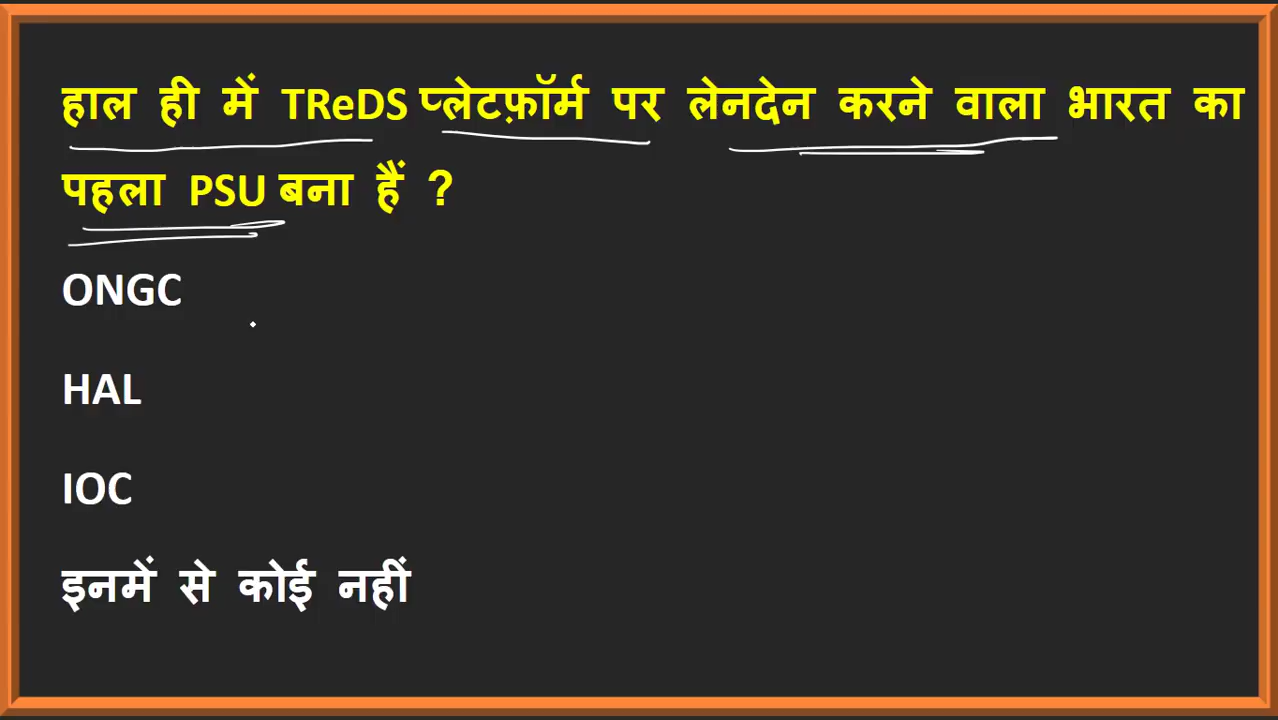 हाल ही में TReDS प्लेटफ़ॉर्म पर लेनदेन करने वाला भारत का
पहला PSU बना हैं ?
ONGC
HAL
IOC
इनमें से कोई नहीं